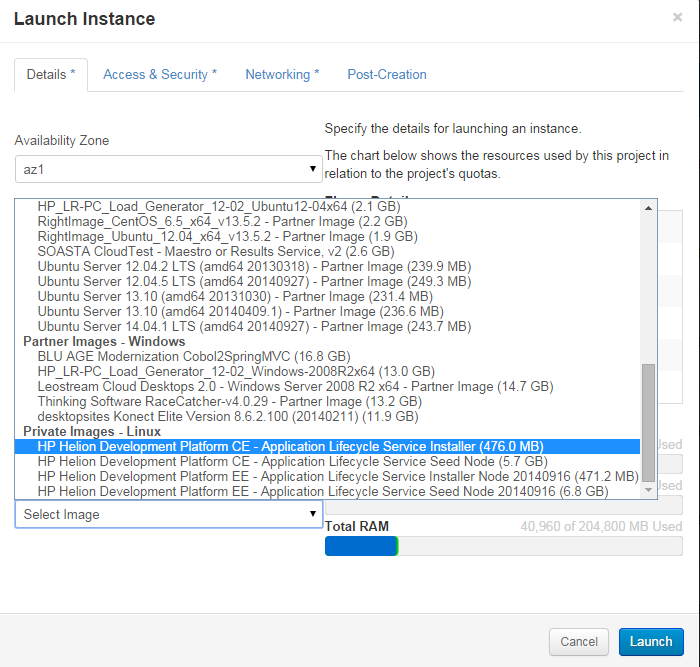 Launch Instance
×
Details *
Access & Security *
Networking *
Post-Creation
Availability Zone
az1
Specify the details for launching an instance.
The chart below shows the resources used by this project in
relation to the project's quotas.
HP_LR-PC_Load_Generator_12-02_Ubuntu12-04x64 (2.1 GB)
RightImage_CentOS_6.5_x64_v13.5.2 - Partner Image (2.2 GB)
RightImage_Ubuntu_12.04_x64_v13.5.2 - Partner Image (1.9 GB)
SOASTA CloudTest - Maestro or Results Service, v2 (2.6 GB)
Ubuntu Server 12.04.2 LTS (amd64 20130318) - Partner Image (239.9 MB)
Ubuntu Server 12.04.5 LTS (amd64 20140927) - Partner Image (249.3 MB)
Ubuntu Server 13.10 (amd64 20131030) - Partner Image (231.4 MB)
Ubuntu Server 13.10 (amd64 20140409.1) - Partner Image (236.6 MB)
Ubuntu Server 14.04.1 LTS (amd64 20140927) - Partner Image (243.7 MB)
Partner Images - Windows
BLU AGE Modernization Cobol2SpringMVC (16.8 GB)
HP_LR-PC_Load_Generator_12-02_Windows-2008R2x64 (13.0 GB)
Leostream Cloud Desktops 2.0 - Windows Server 2008 R2 x64 - Partner Image (14.7 GB)
Thinking Software RaceCatcher-v4.0.29 - Partner Image (13.2 GB)
desktopsites Konect Elite Version 8.6.2.100 (20140211) (11.9 GB)
Private Images - Linux
HP Helion Development Platform CE - Application Lifecycle Service Installer (476.0 MB)
Used
HP Helion Development Platform CE - Application Lifecycle Service Seed Node (5.7 GB)
HP Helion Development Platform EE - Application Lifecycle Service Installer Node 20140916 (471.2 MB)
Used
HP Helion Development Platform EE - Application Lifecycle Service Seed Node 20140916 (6.8 GB)
Select Image
Total RAM
40,960 of 204,800 MB Used
Cancel
Launch